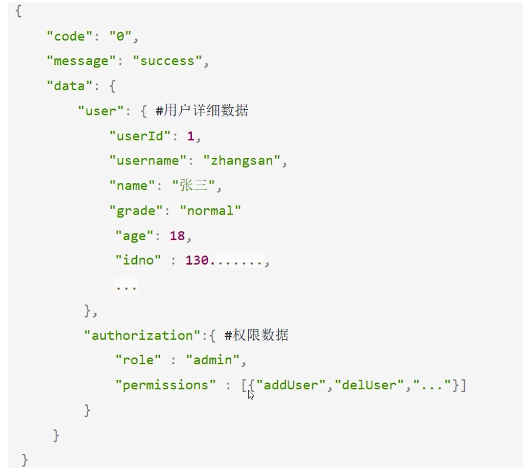 {
"code": "0",
"message": "success",
"data": {
"user": { #用户详细数据
"userId": 1,
"username": "zhangsan",
"name": "张三",
"grade": "normal"
"age": 18,
"idno" : 130.......,
...
},
"authorization":{ #权限数据
"role" : "admin",
"permissions" : [{"addUser","delUser","..."}]
}
}
}